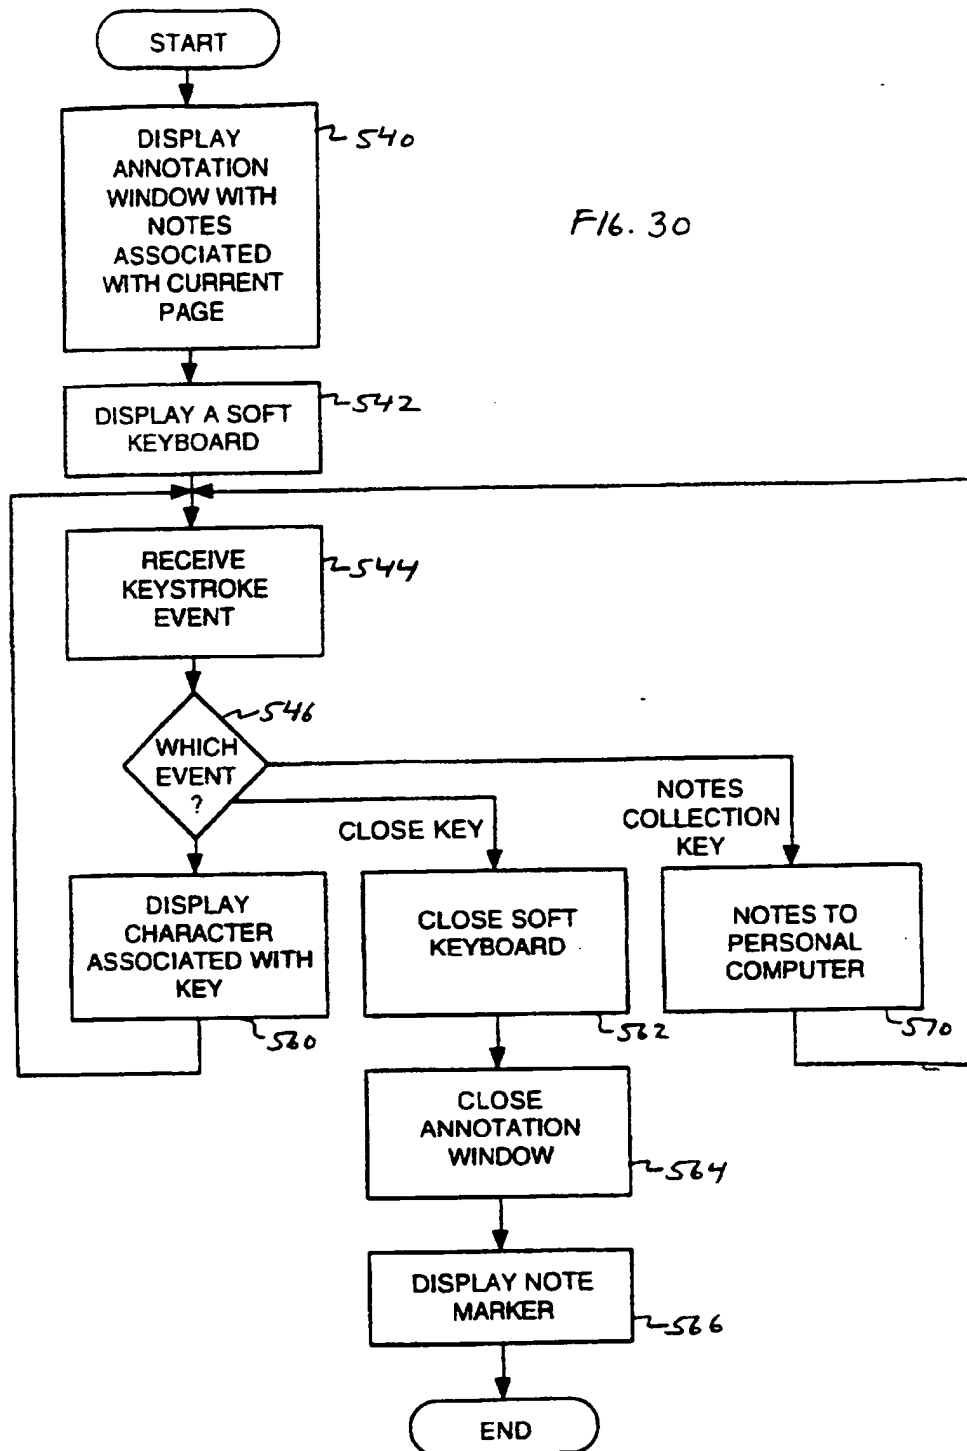 START
DISPLAY
ANNOTATION
WINDOW WITH
NOTES
ASSOCIATED
WITH CURRENT
PAGE
540
FIG. 30
DISPLAY A SOFT
KEYBOARD
542
RECEIVE
KEYSTROKE
EVENT
544
WHICH
EVENT
?
546
CLOSE KEY
NOTES
COLLECTION
KEY
DISPLAY
CHARACTER
ASSOCIATED WITH
KEY
560
CLOSE SOFT
KEYBOARD
562
NOTES TO
PERSONAL
COMPUTER
570
CLOSE
ANNOTATION
WINDOW
564
DISPLAY NOTE
MARKER
566
END